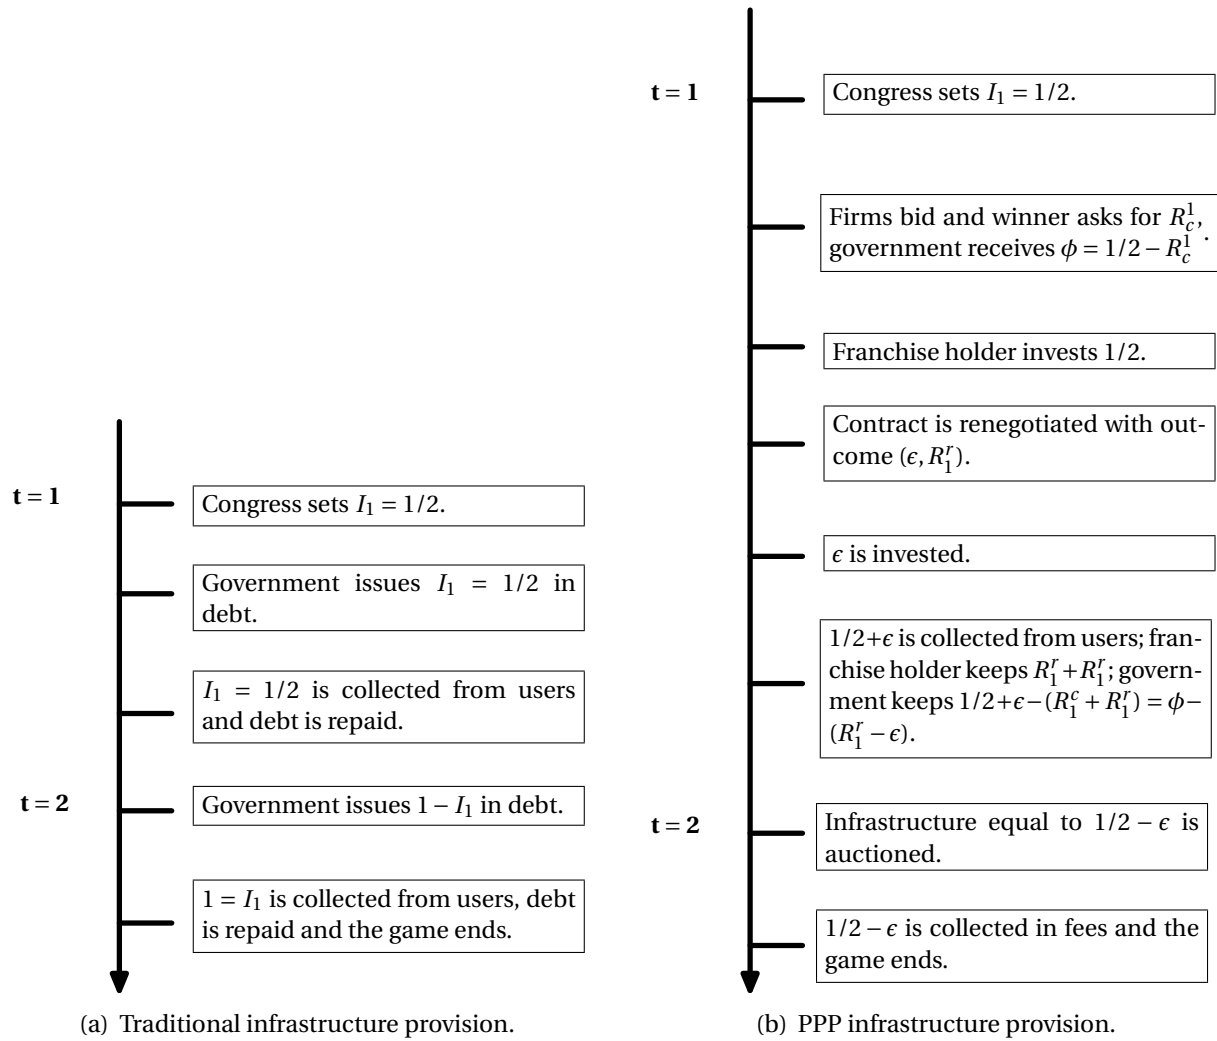 t = 1
Congress sets I₁ = 1/2.
Government issues I₁ = 1/2 in
debt.
I₁ = 1/2 is collected from users
and debt is repaid.
t = 2
Government issues 1 − I₁ in debt.
1 = I₁ is collected from users, debt
is repaid and the game ends.
(a) Traditional infrastructure provision.
t = 1
Congress sets I₁ = 1/2.
Firms bid and winner asks for R_c^1,
government receives ϕ = 1/2 − R_c^1 .
Franchise holder invests 1/2.
Contract is renegotiated with out-
come (ϵ, R_1^r).
ϵ is invested.
1/2+ϵ is collected from users; fran-
chise holder keeps R_1^r + R_1^r; govern-
ment keeps 1/2+ϵ−(R_1^c + R_1^r) = ϕ−
(R_1^r − ϵ).
t = 2
Infrastructure equal to 1/2 − ϵ is
auctioned.
1/2 − ϵ is collected in fees and the
game ends.
(b) PPP infrastructure provision.